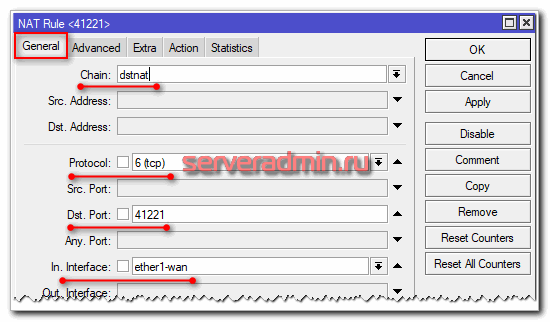 NAT Rule <41221>
General Advanced Extra Action Statistics
OK
Chain: dstnat
Cancel
Src. Address:
Apply
Dst. Address:
Disable
Protocol: 6 (tcp)
Comment
serveradmin.ru
Src. Port:
Copy
Dst. Port: 41221
Remove
Any. Port:
Reset Counters
In. Interface: ether1-wan
Reset All Counters
Out. Interface: